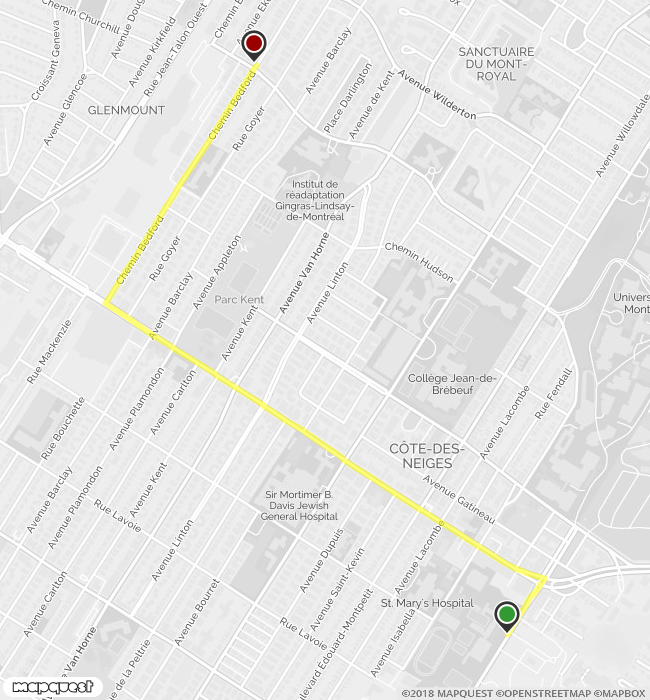 Chemin Churchill
Avenue Doug
Avenue Kirkfield
Rue Jean-Talon Ouest
Chemin B
Avenue Ek
Croissant Geneva
Avenue Glencoe
GLENMOUNT
Chemin Bedford
Rue Goyer
Avenue Barclay
Place Darlington
Avenue de Kent
Avenue Wilderton
SANCTUAIRE
DU MONT-
ROYAL
Avenue Willowdale
Institut de
réadaptation
Gingras-Lindsay-
de-Montréal
Chemin Bedford
Rue Goyer
Avenue Barclay
Avenue Appleton
Parc Kent
Avenue Kent
Avenue Van Horne
Avenue Linton
Chemin Hudson
Univers
Mont
Rue Mackenzie
Rue Bouchette
Avenue Plamondon
Avenue Carlton
Collège Jean-de-
Brébeuf
Avenue Lacombe
Rue Fendall
CÔTE-DES-
NEIGES
Avenue Gatineau
Avenue Barclay
Avenue Plamondon
Avenue Kent
Rue Lavoie
Avenue Linton
Sir Mortimer B.
Davis Jewish
General Hospital
Avenue Dupuis
Avenue Saint-Kevin
Avenue Lacombe
St. Mary's Hospital
Avenue Carlton
Avenue Bourret
Rue Lavoie
levard Édouard-Montpetit
Avenue Isabella
Van Horne
e de la Peltrie
mapquest
©2018 MAPQUEST ©OPENSTREETMAP ©MAPBOX